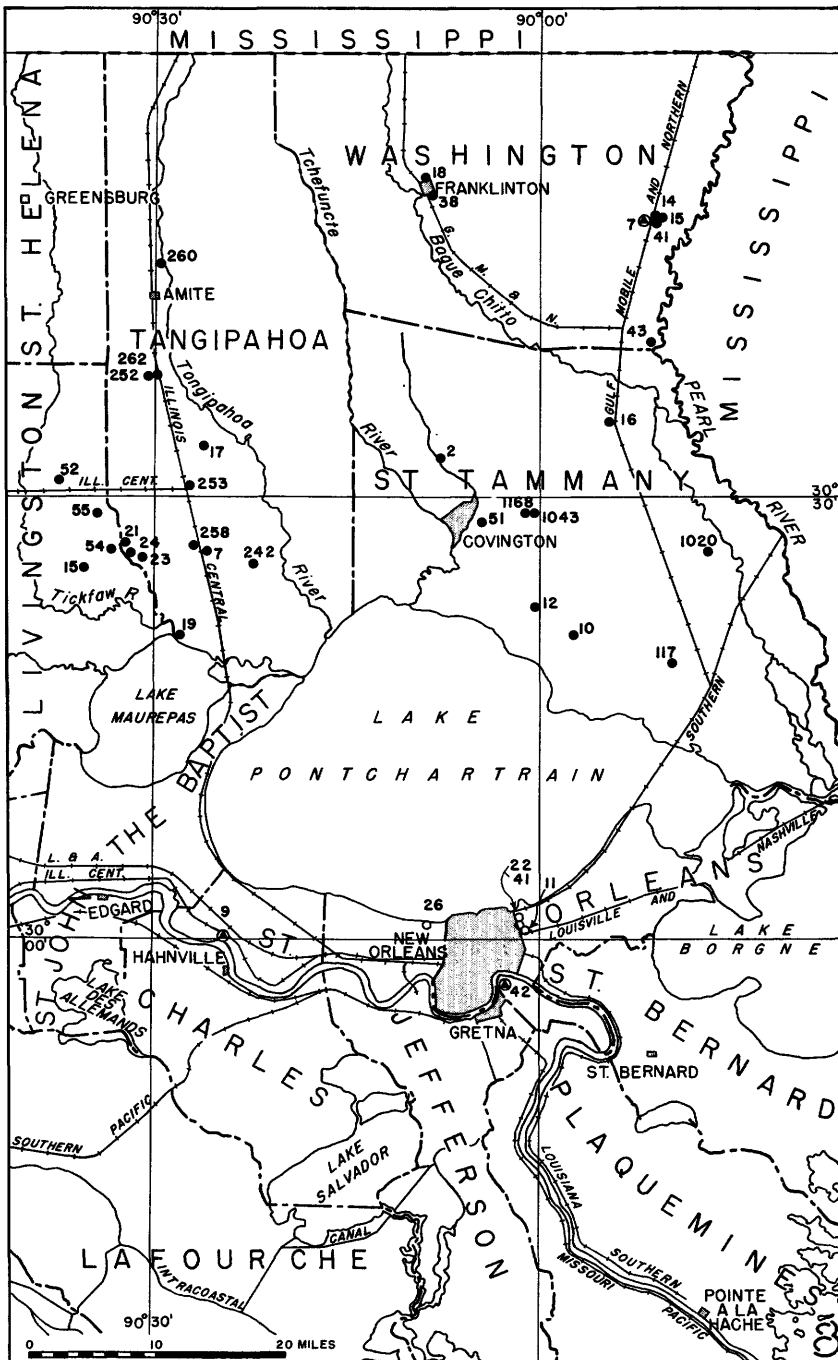 90°30' 90°00'
MISSISSIPPI
ST. HELENA
WASHINGTON
MISSISSIPPI
Tchefuncte
GREENSBURG
18
FRANKLINTON
38
MOBILE AND NORTHERN
14
7 15
41
G. M. & N.
Bogue Chitto
260
AMITE
TANGIPAHOA
43
262
252
ILLINOIS
Tangipahoa
GULF
PEARL
16
17
River
2
LIVINGSTON
52
ILL. CENT.
253
ST. TAMMANY
30°30'
55
1168
51 1043
COVINGTON
RIVER
21
54 24
23
15
258
7
242
1020
River
CENTRAL
Tickfaw R.
12
19
10
117
LAKE
MAUREPAS
LAKE
PONTCHARTRAIN
SOUTHERN
ST. JOHN THE BAPTIST
L. & A.
ILL. CENT.
NASHVILLE
22
41
11
ORLEANS
26
EDGARD
9
LOUISVILLE AND
NEW
ORLEANS
LAKE
BORGNE
30°
00'
HAHNVILLE
ST. CHARLES
LAKE
DES
ALLEMANDS
42
GRETNA
ST. BERNARD
ST. BERNARD
JEFFERSON
PLAQUEMINES
SOUTHERN PACIFIC
LAKE
SALVADOR
LOUISIANA SOUTHERN
CANAL
LAFOURCHE
MISSOURI PACIFIC
INTRACOASTAL
POINTE
A LA
HACHE
90°30' 90°00'
0 10 20 MILES